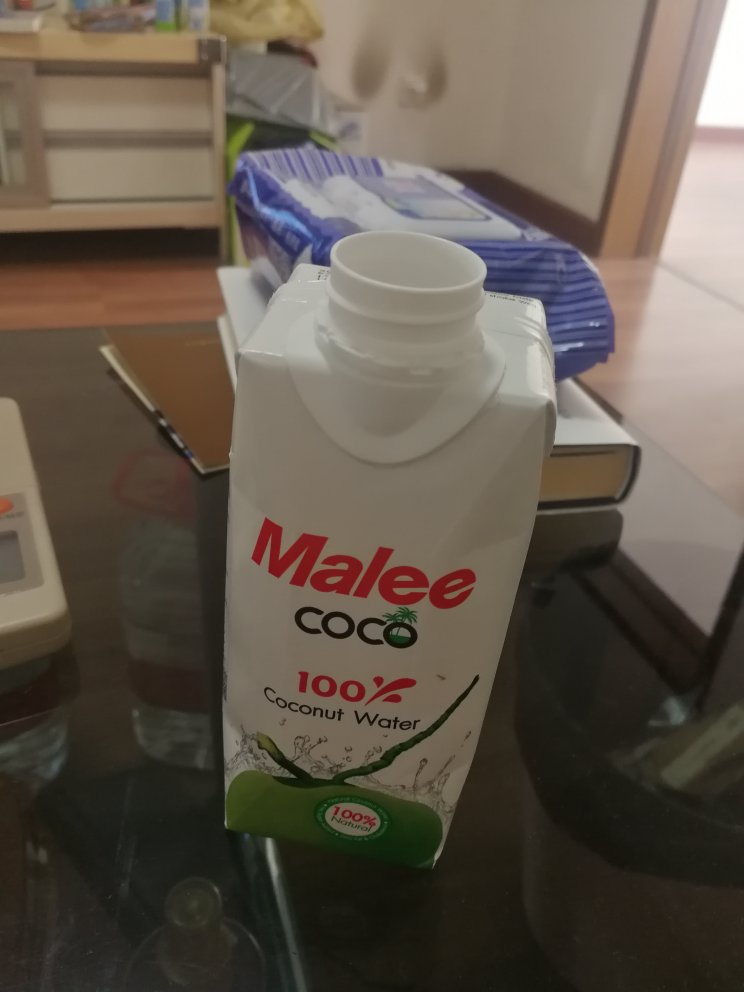 Malee
coco
100%
Coconut Water
100%
Natural